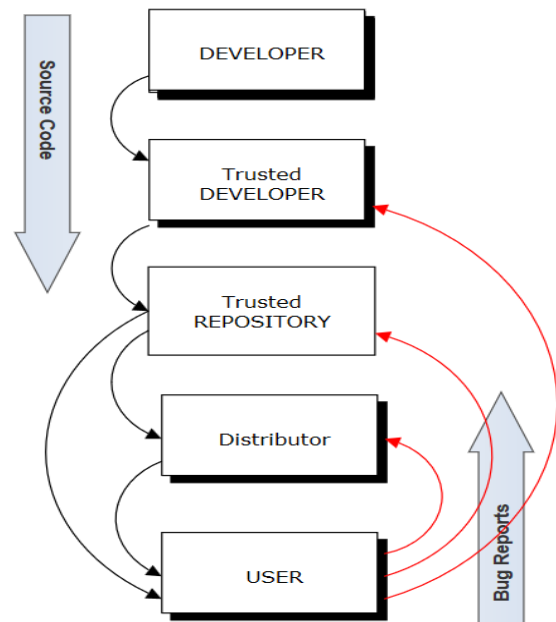 Source Code
DEVELOPER
Trusted
DEVELOPER
Trusted
REPOSITORY
Distributor
USER
Bug Reports